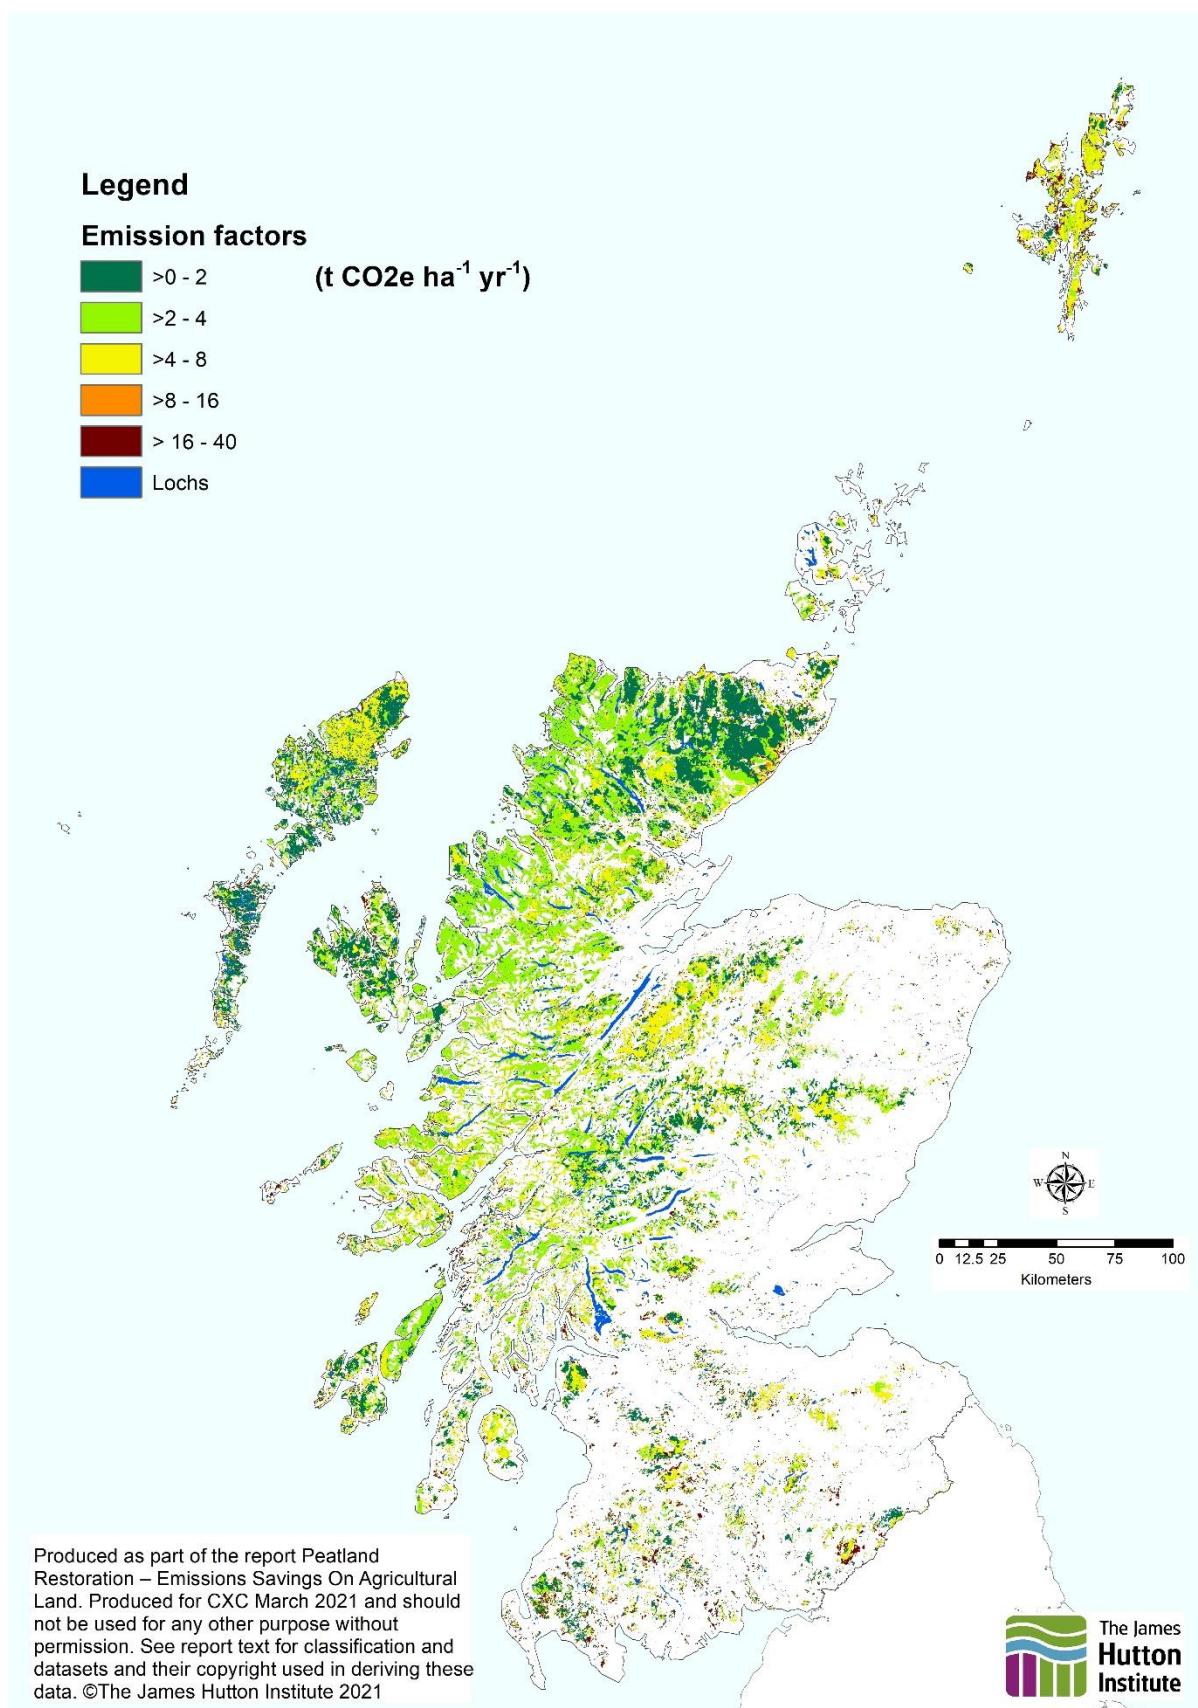 Legend
Emission factors
>0 - 2
(t CO2e ha-1 yr-1)
>2 - 4
>4 - 8
>8 - 16
> 16 - 40
Lochs
N
W E
S
0 12.5 25 50 75 100
Kilometers
Produced as part of the report Peatland
Restoration – Emissions Savings On Agricultural
Land. Produced for CXC March 2021 and should
not be used for any other purpose without
permission. See report text for classification and
datasets and their copyright used in deriving these
data. ©The James Hutton Institute 2021
The James
Hutton
Institute